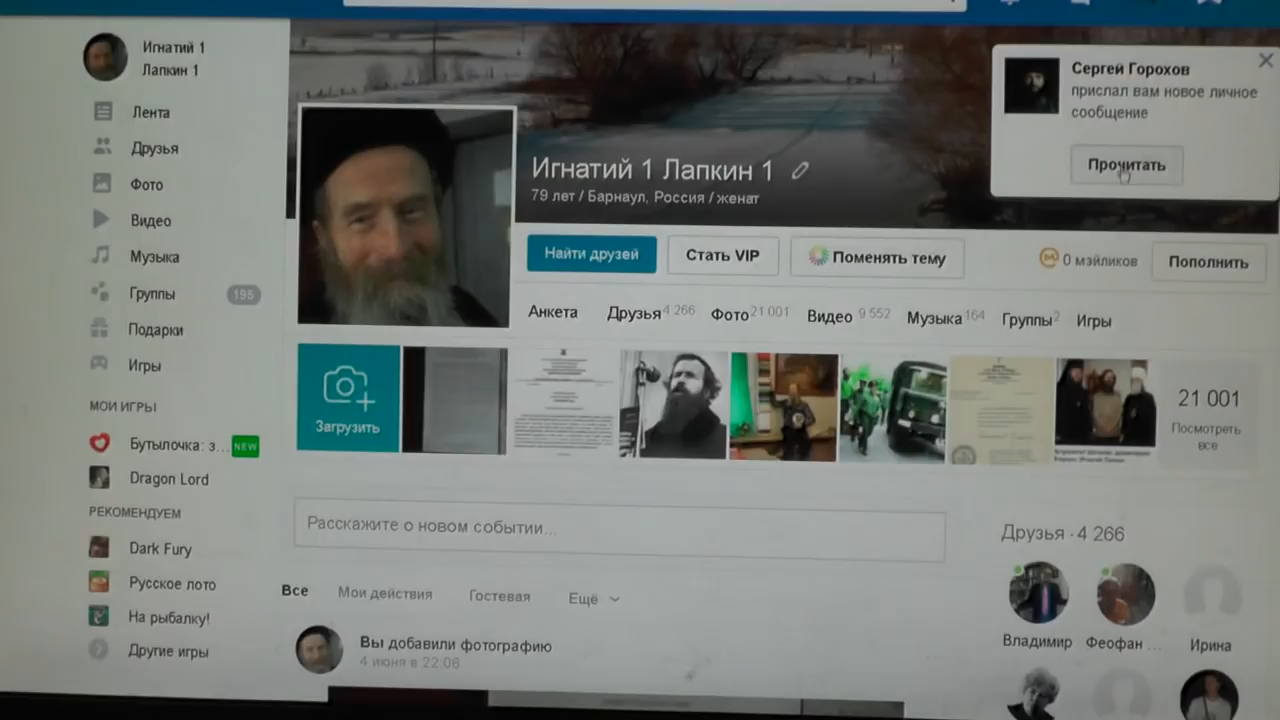 Игнатий 1
Лапкин 1
Лента
Друзья
Фото
Видео
Музыка
Группы 195
Подарки
Игры
МОИ ИГРЫ
Бутылочка: з... NEW
Dragon Lord
РЕКОМЕНДУЕМ
Dark Fury
Русское лото
На рыбалку!
Другие игры
Игнатий 1 Лапкин 1
79 лет / Барнаул, Россия / женат
Сергей Горохов
прислал вам новое личное
сообщение
Прочитать
Найти друзей
Стать VIP
Поменять тему
0 мэйликов
Пополнить
Анкета Друзья 4 266 Фото 21 001 Видео 9 552 Музыка 164 Группы 2 Игры
Загрузить
21 001
Посмотреть
все
Расскажите о новом событии...
Все Мои действия Гостевая Ещё
Вы добавили фотографию
4 июня в 22:06
Друзья · 4 266
Владимир Феофан ... Ирина